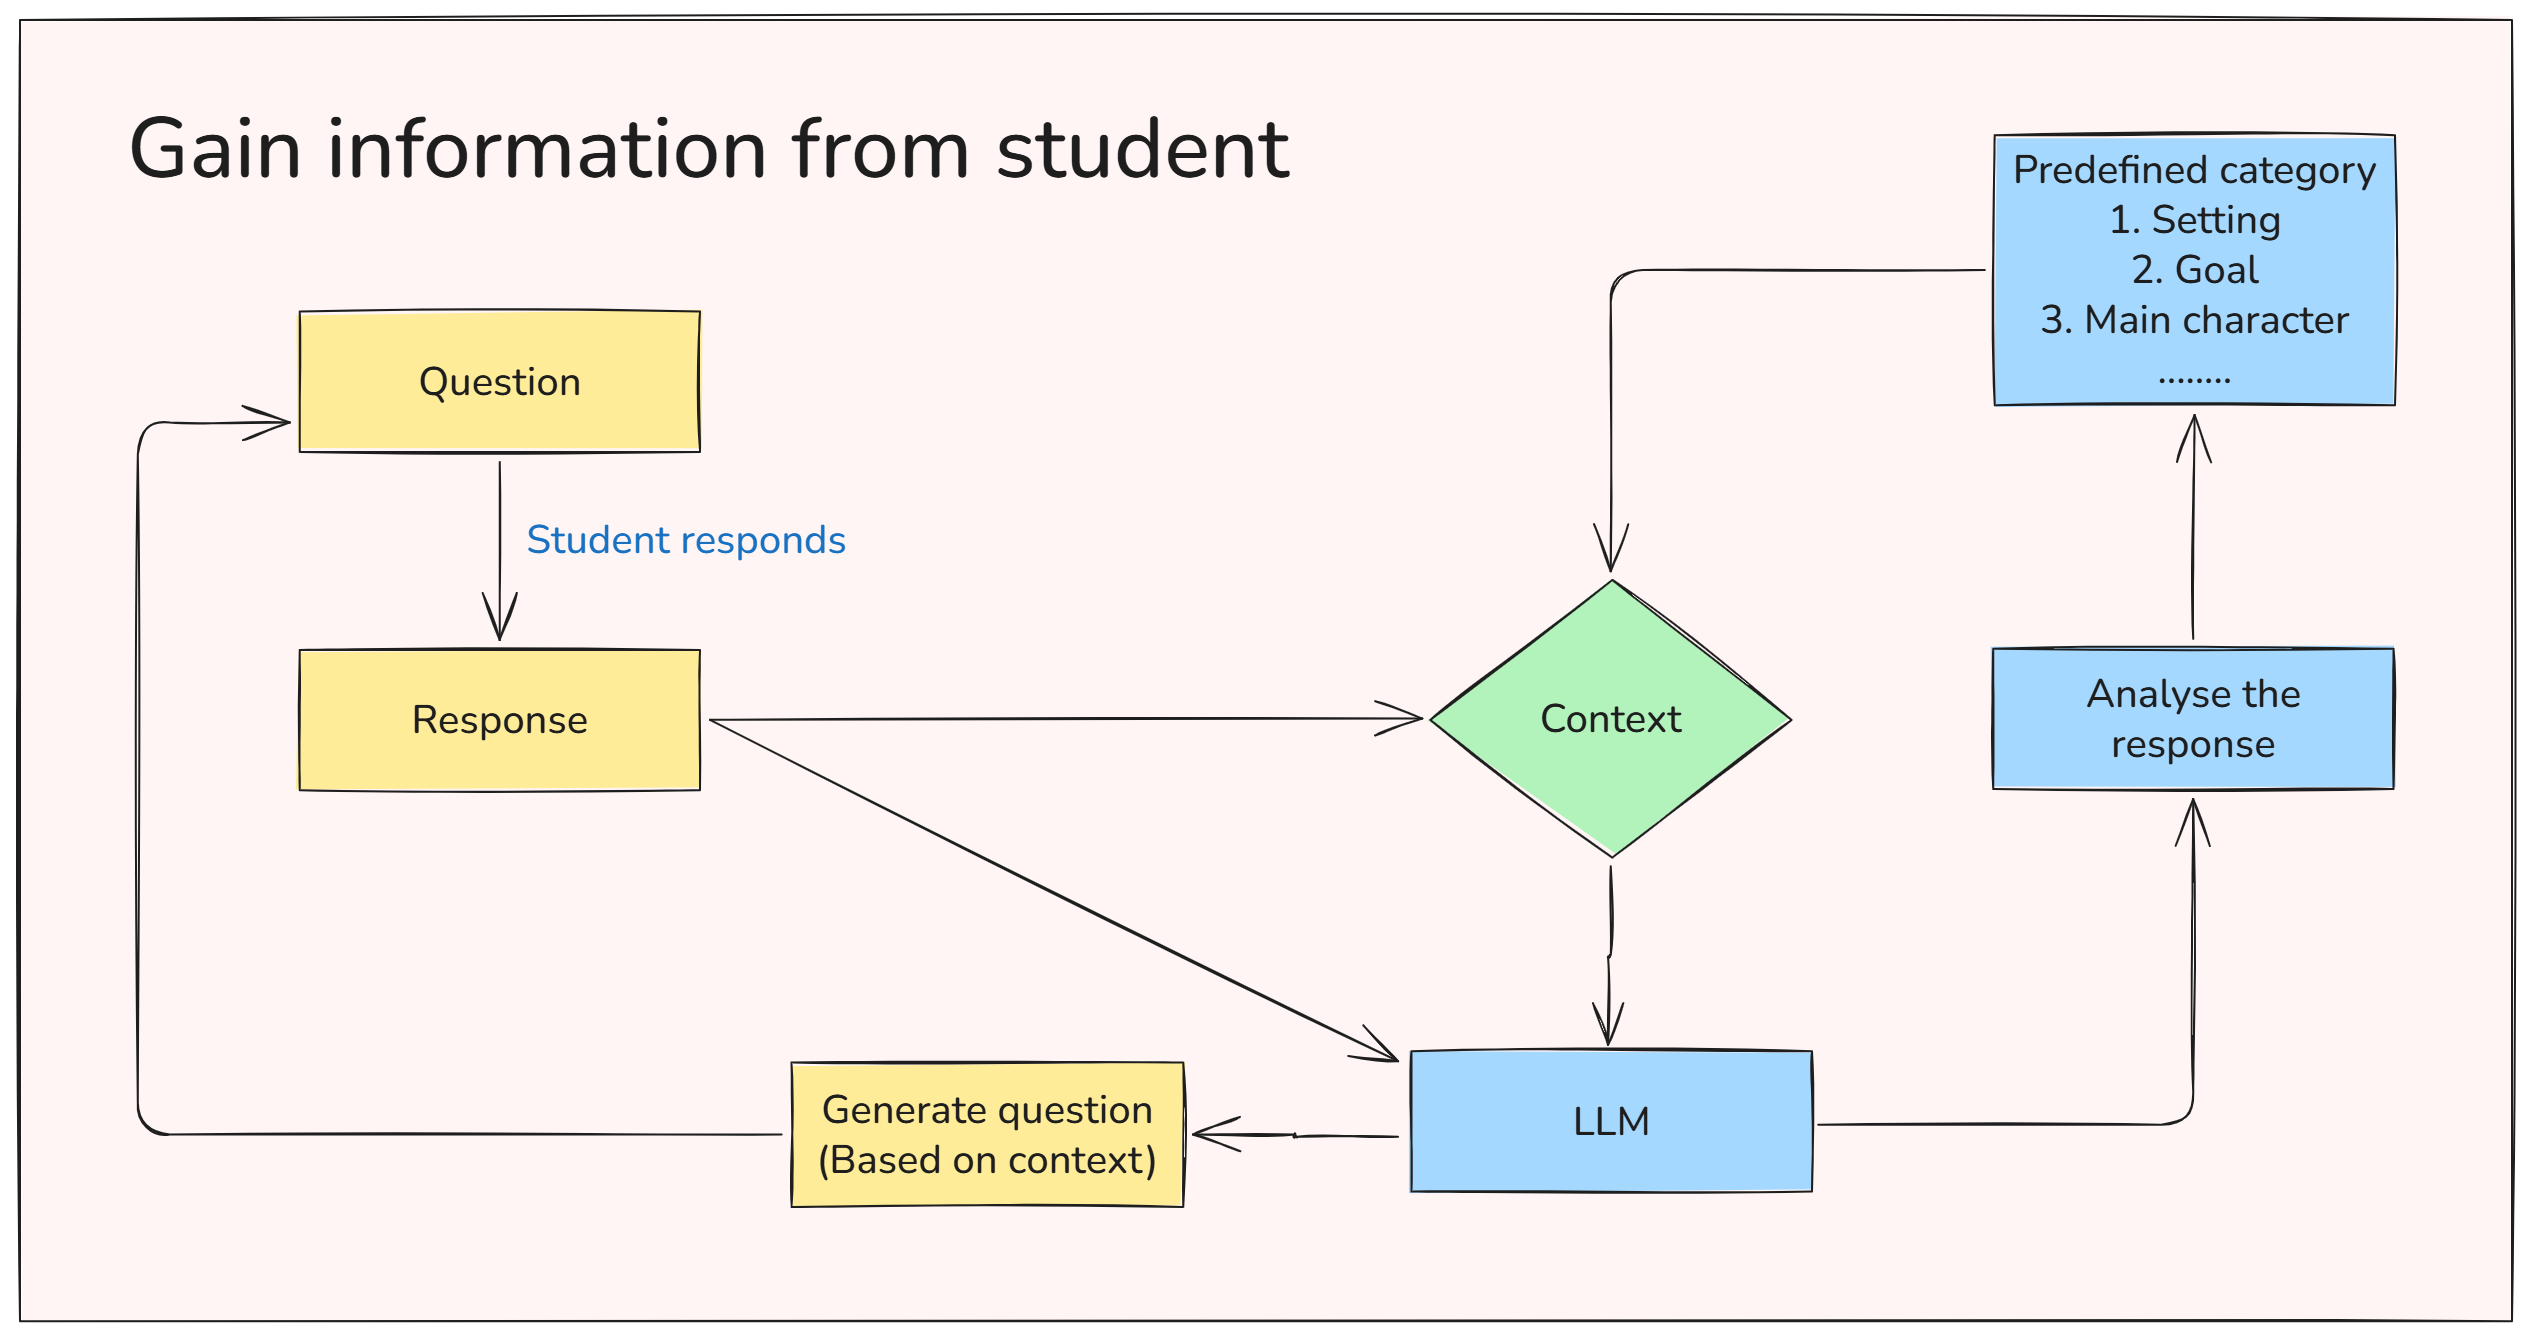 Gain information from student
Predefined category
1. Setting
2. Goal
3. Main character
........
Question
Student responds
Response
Context
Analyse the
response
Generate question
(Based on context)
LLM